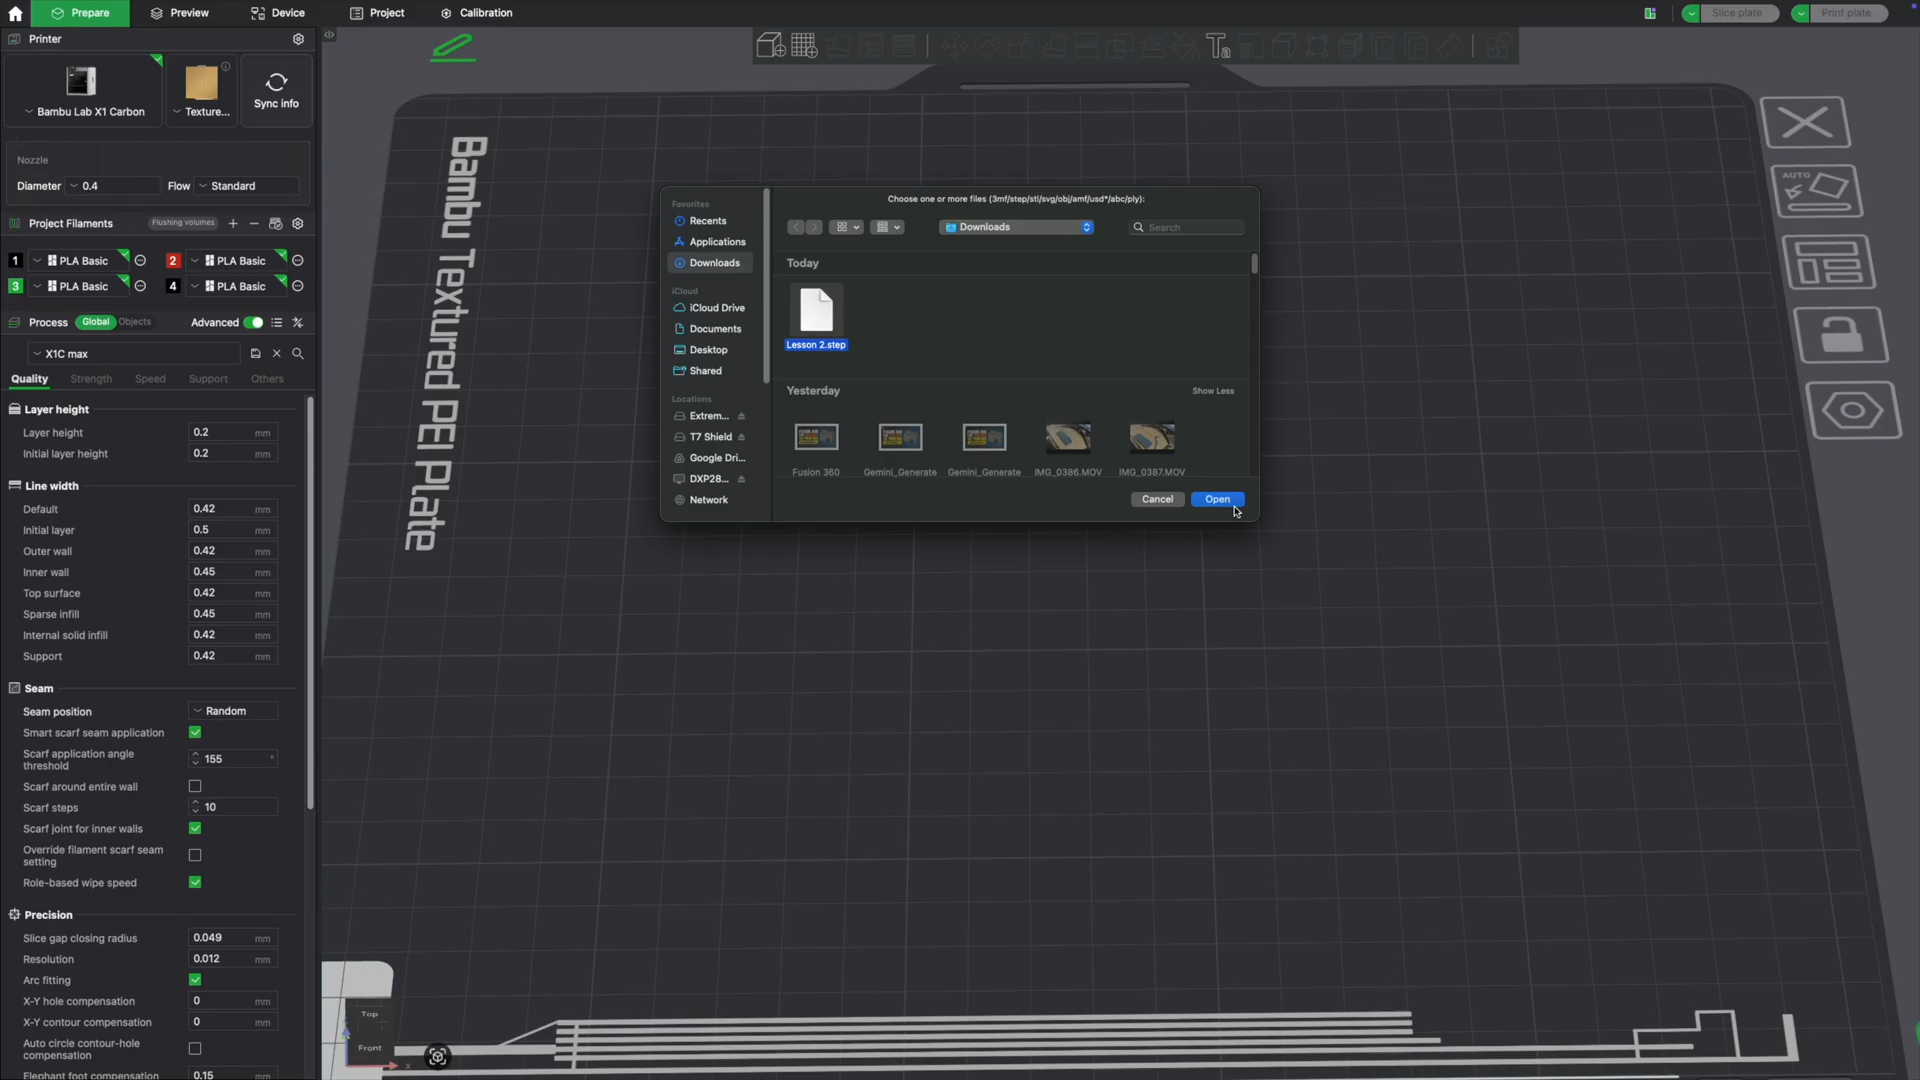 Prepare
Preview
Device
Project
Calibration
Slice plate
Print plate
Printer
Bambu Lab X1 Carbon
Texture...
Sync info
Nozzle
Diameter 0.4 Flow Standard
Project Filaments Flushing volumes
1 PLA Basic 2 PLA Basic
3 PLA Basic 4 PLA Basic
Process Global Objects Advanced
X1C max
Quality Strength Speed Support Others
Layer height
Layer height 0.2 mm
Initial layer height 0.2 mm
Line width
Default 0.42 mm
Initial layer 0.5 mm
Outer wall 0.42 mm
Inner wall 0.45 mm
Top surface 0.42 mm
Sparse infill 0.45 mm
Internal solid infill 0.42 mm
Support 0.42 mm
Seam
Seam position Random
Smart scarf seam application
Scarf application angle
threshold 155 °
Scarf around entire wall
Scarf steps 10
Scarf joint for inner walls
Override filament scarf seam
setting
Role-based wipe speed
Precision
Slice gap closing radius 0.049 mm
Resolution 0.012 mm
Arc fitting
X-Y hole compensation 0 mm
X-Y contour compensation 0 mm
Auto circle contour-hole
compensation
Elephant foot compensation 0.15 mm
Bambu Textured PEI Plate
Ta
AUTO
Choose one or more files (3mf/step/stl/svg/obj/amf/usd*/abc/ply):
Favorites
Recents
Applications
Downloads
iCloud
iCloud Drive
Documents
Desktop
Shared
Locations
Extrem...
T7 Shield
Google Dri...
DXP28...
Network
Downloads
Search
Today
Lesson 2.step
Yesterday Show Less
Fusion 360 Gemini_Generate Gemini_Generate IMG_0386.MOV IMG_0387.MOV
Cancel Open
Top
Front
x